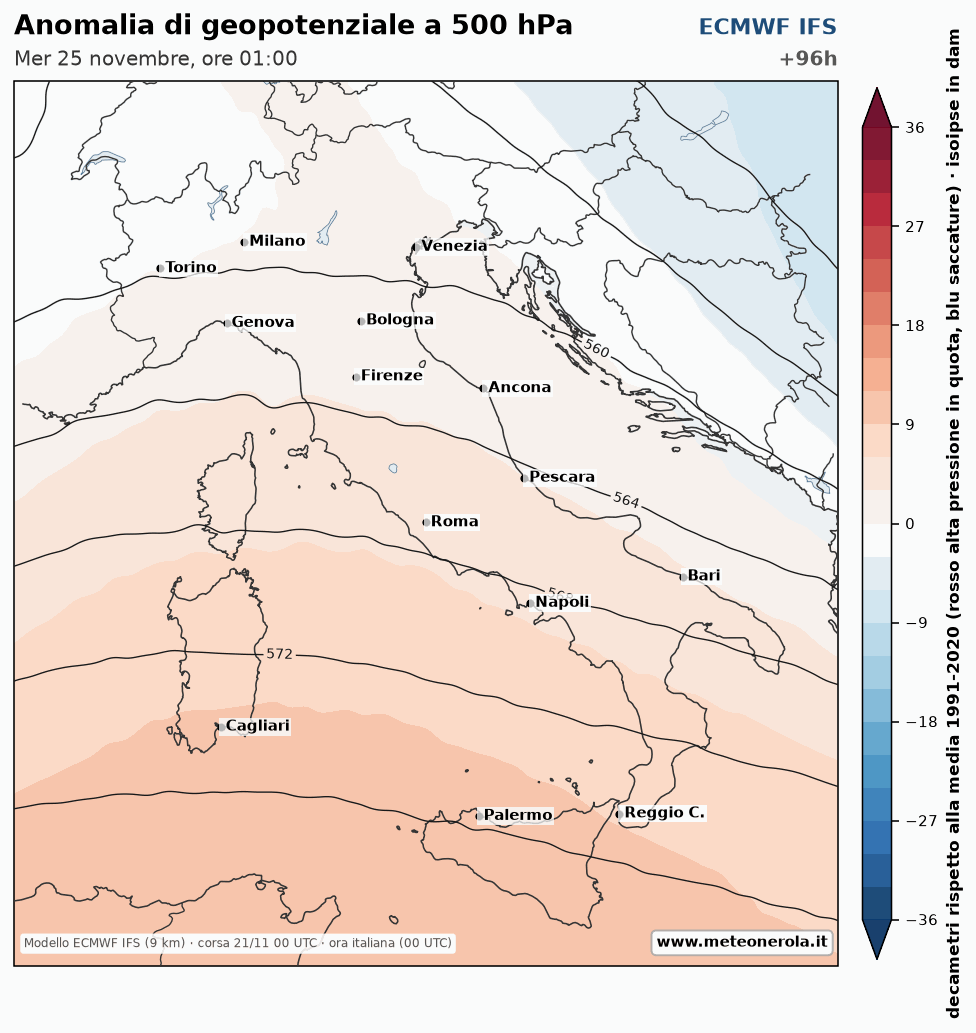 Anomalia di geopotenziale a 500 hPa
ECMWF IFS
Mer 25 novembre, ore 01:00
+96h
Milano
Venezia
Torino
Genova
Bologna
560
Firenze
Ancona
Pescara
564
Roma
Bari
568
Napoli
572
Cagliari
Palermo
Reggio C.
Modello ECMWF IFS (9 km) · corsa 21/11 00 UTC · ora italiana (00 UTC)
www.meteonerola.it
36
27
18
9
0
−9
−18
−27
−36
decametri rispetto alla media 1991-2020 (rosso alta pressione in quota, blu saccature) · isoipse in dam